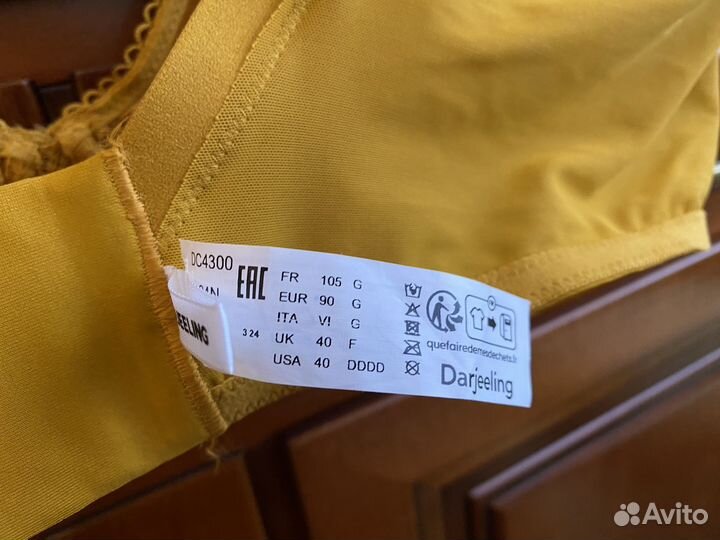 DC4300
EAC
FR 105 G
EUR 90 G
ITA VI G
UK 40 F
USA 40 DDDD
3 24
quefairedemesdechets.fr
Darjeeling
Avito